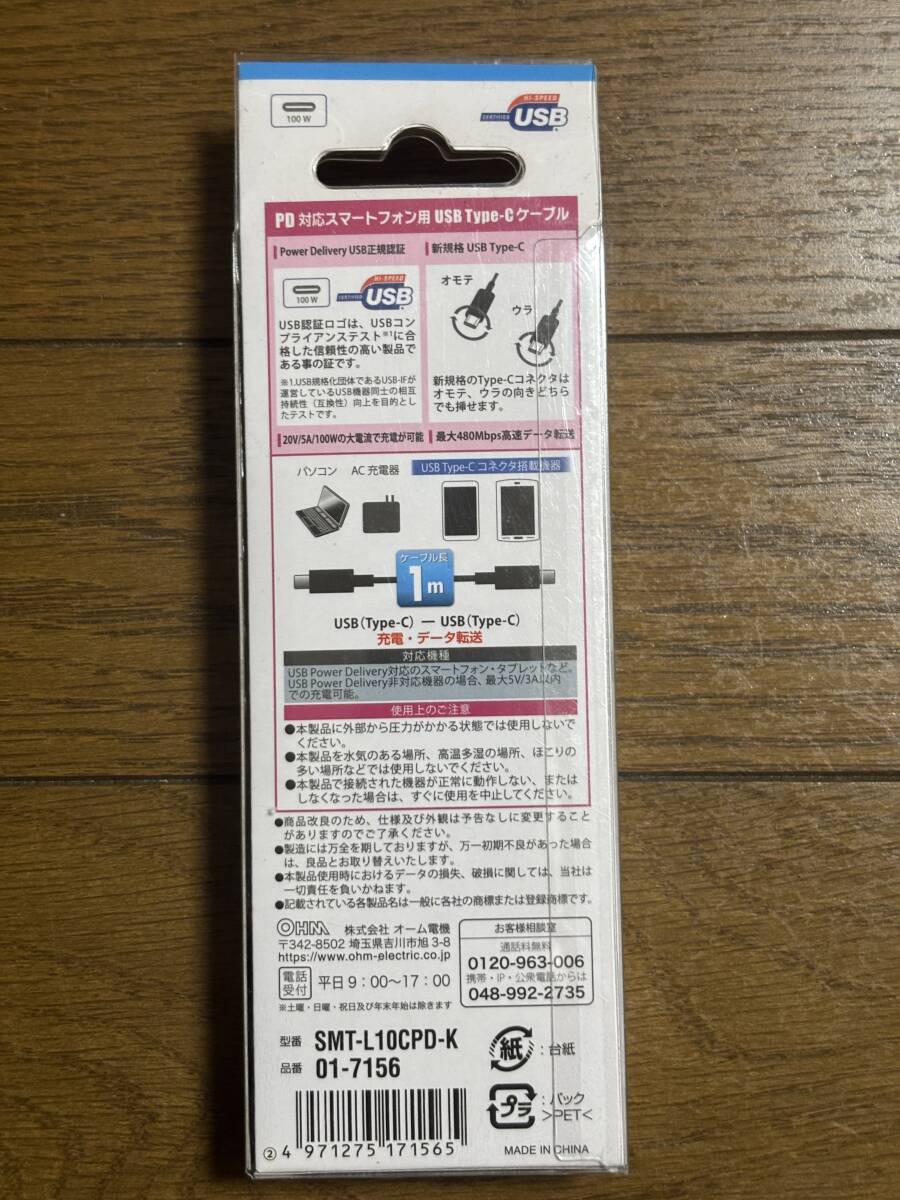 100 W
HI-SPEED
CERTIFIED USB
PD 対応スマートフォン用 USB Type-C ケーブル
Power Delivery USB正規認証
新規格 USB Type-C
100 W
HI-SPEED
CERTIFIED USB
USB認証ロゴは、USBコン
プライアンステスト※1に合
格した信頼性の高い製品で
ある事の証です。
※1.USB規格化団体であるUSB-IFが
運営しているUSB機器同士の相互
持続性（互換性）向上を目的とし
たテストです。
オモテ
ウラ
新規格のType-Cコネクタは
オモテ、ウラの向きどちら
でも挿せます。
20V/5A/100Wの大電流で充電が可能
最大480Mbps高速データ転送
パソコン
AC 充電器
USB Type-C コネクタ搭載機器
ケーブル長
1m
USB（Type-C） ― USB（Type-C）
充電・データ転送
対応機種
USB Power Delivery対応のスマートフォン・タブレットなど。
USB Power Delivery非対応機器の場合、最大5V/3A以内
での充電可能。
使用上のご注意
●本製品に外部から圧力がかかる状態では使用しないで
ください。
●本製品を水気のある場所、高温多湿の場所、ほこりの
多い場所などでは使用しないでください。
●本製品で接続された機器が正常に動作しない、または
しなくなった場合は、すぐに使用を中止してください。
●商品改良のため、仕様及び外観は予告なしに変更すること
がありますのでご了承ください。
●製造には万全を期しておりますが、万一初期不良があった場合
は、良品とお取り替えいたします。
●本製品使用時におけるデータの損失、破損に関しては、当社は
一切責任を負いかねます。
●記載されている各製品名は一般に各社の商標または登録商標です。
OHM 株式会社 オーム電機
〒342-8502 埼玉県吉川市旭 3-8
https://www.ohm-electric.co.jp
電話
受付
平日 9：00～17：00
※土曜・日曜・祝日及び年末年始は除きます
お客様相談室
通話料無料
0120-963-006
携帯・IP・公衆電話からは
048-992-2735
型番 SMT-L10CPD-K
品番 01-7156
紙 : 台紙
プラ : パック
>PET<
② 4 971275 171565
MADE IN CHINA